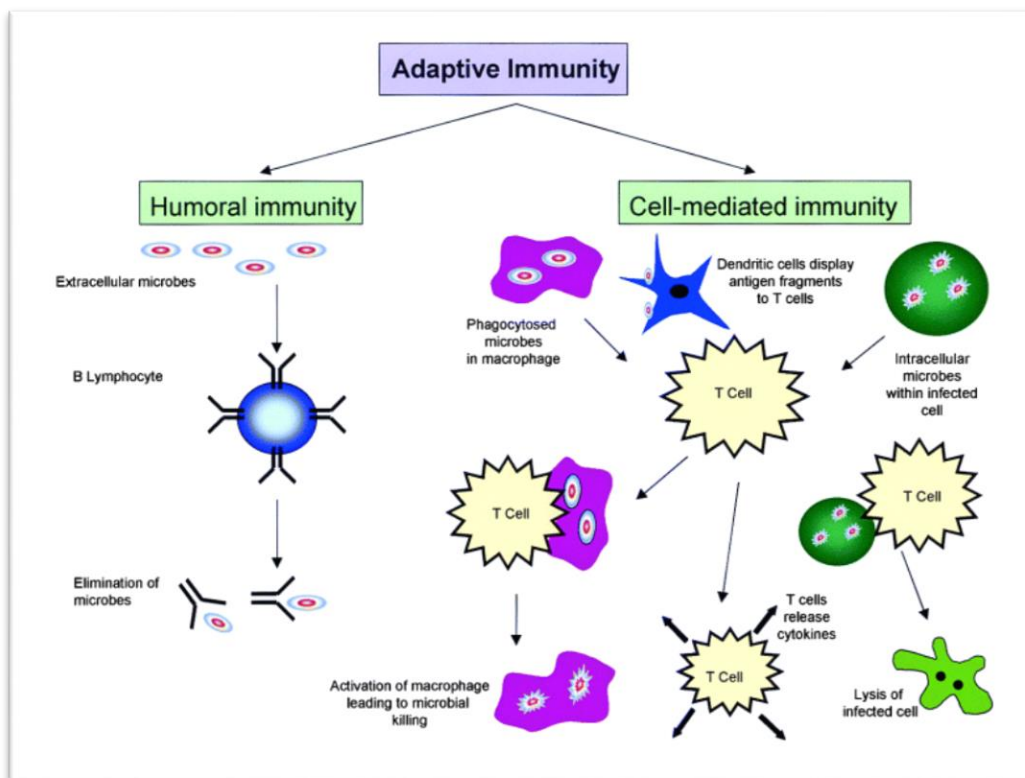 Adaptive Immunity
Humoral immunity
Extracellular microbes
B Lymphocyte
Elimination of
microbes
Cell-mediated immunity
Phagocytosed
microbes
in macrophage
Dendritic cells display
antigen fragments
to T cells
Intracellular
microbes
within infected
cell
T Cell
T Cell
T Cell
Activation of macrophage
leading to microbial
killing
T cells
release
cytokines
T Cell
Lysis of
infected cell